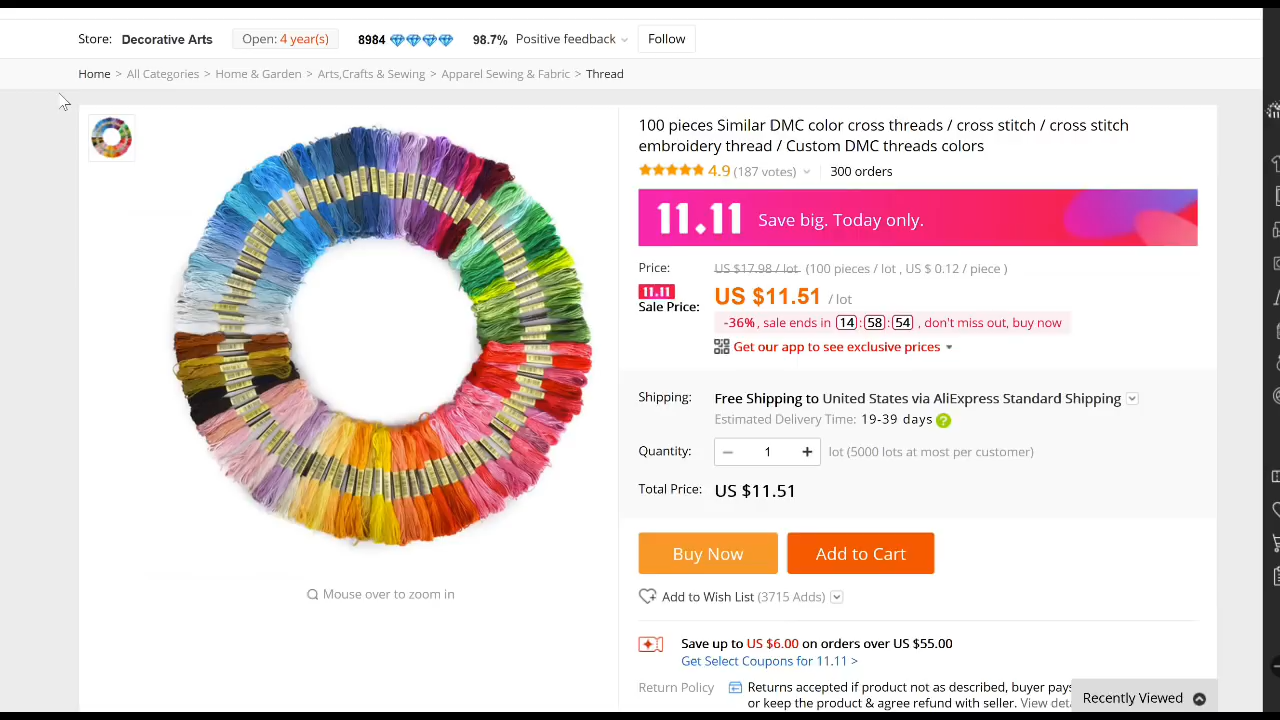 Store: Decorative Arts Open: 4 year(s) 8984 98.7% Positive feedback Follow
Home > All Categories > Home & Garden > Arts,Crafts & Sewing > Apparel Sewing & Fabric > Thread
100 pieces Similar DMC color cross threads / cross stitch / cross stitch
embroidery thread / Custom DMC threads colors
4.9 (187 votes) 300 orders
11.11 Save big. Today only.
Price: US $17.98 / lot (100 pieces / lot , US $ 0.12 / piece )
11.11
Sale Price: US $11.51 / lot
-36%, sale ends in 14:58:54 , don't miss out, buy now
Get our app to see exclusive prices
Shipping: Free Shipping to United States via AliExpress Standard Shipping
Estimated Delivery Time: 19-39 days ?
Quantity: − 1 + lot (5000 lots at most per customer)
Total Price: US $11.51
Buy Now Add to Cart
Mouse over to zoom in
Add to Wish List (3715 Adds)
Save up to US $6.00 on orders over US $55.00
Get Select Coupons for 11.11 >
Return Policy Returns accepted if product not as described, buyer pays
or keep the product & agree refund with seller. View deta
Recently Viewed